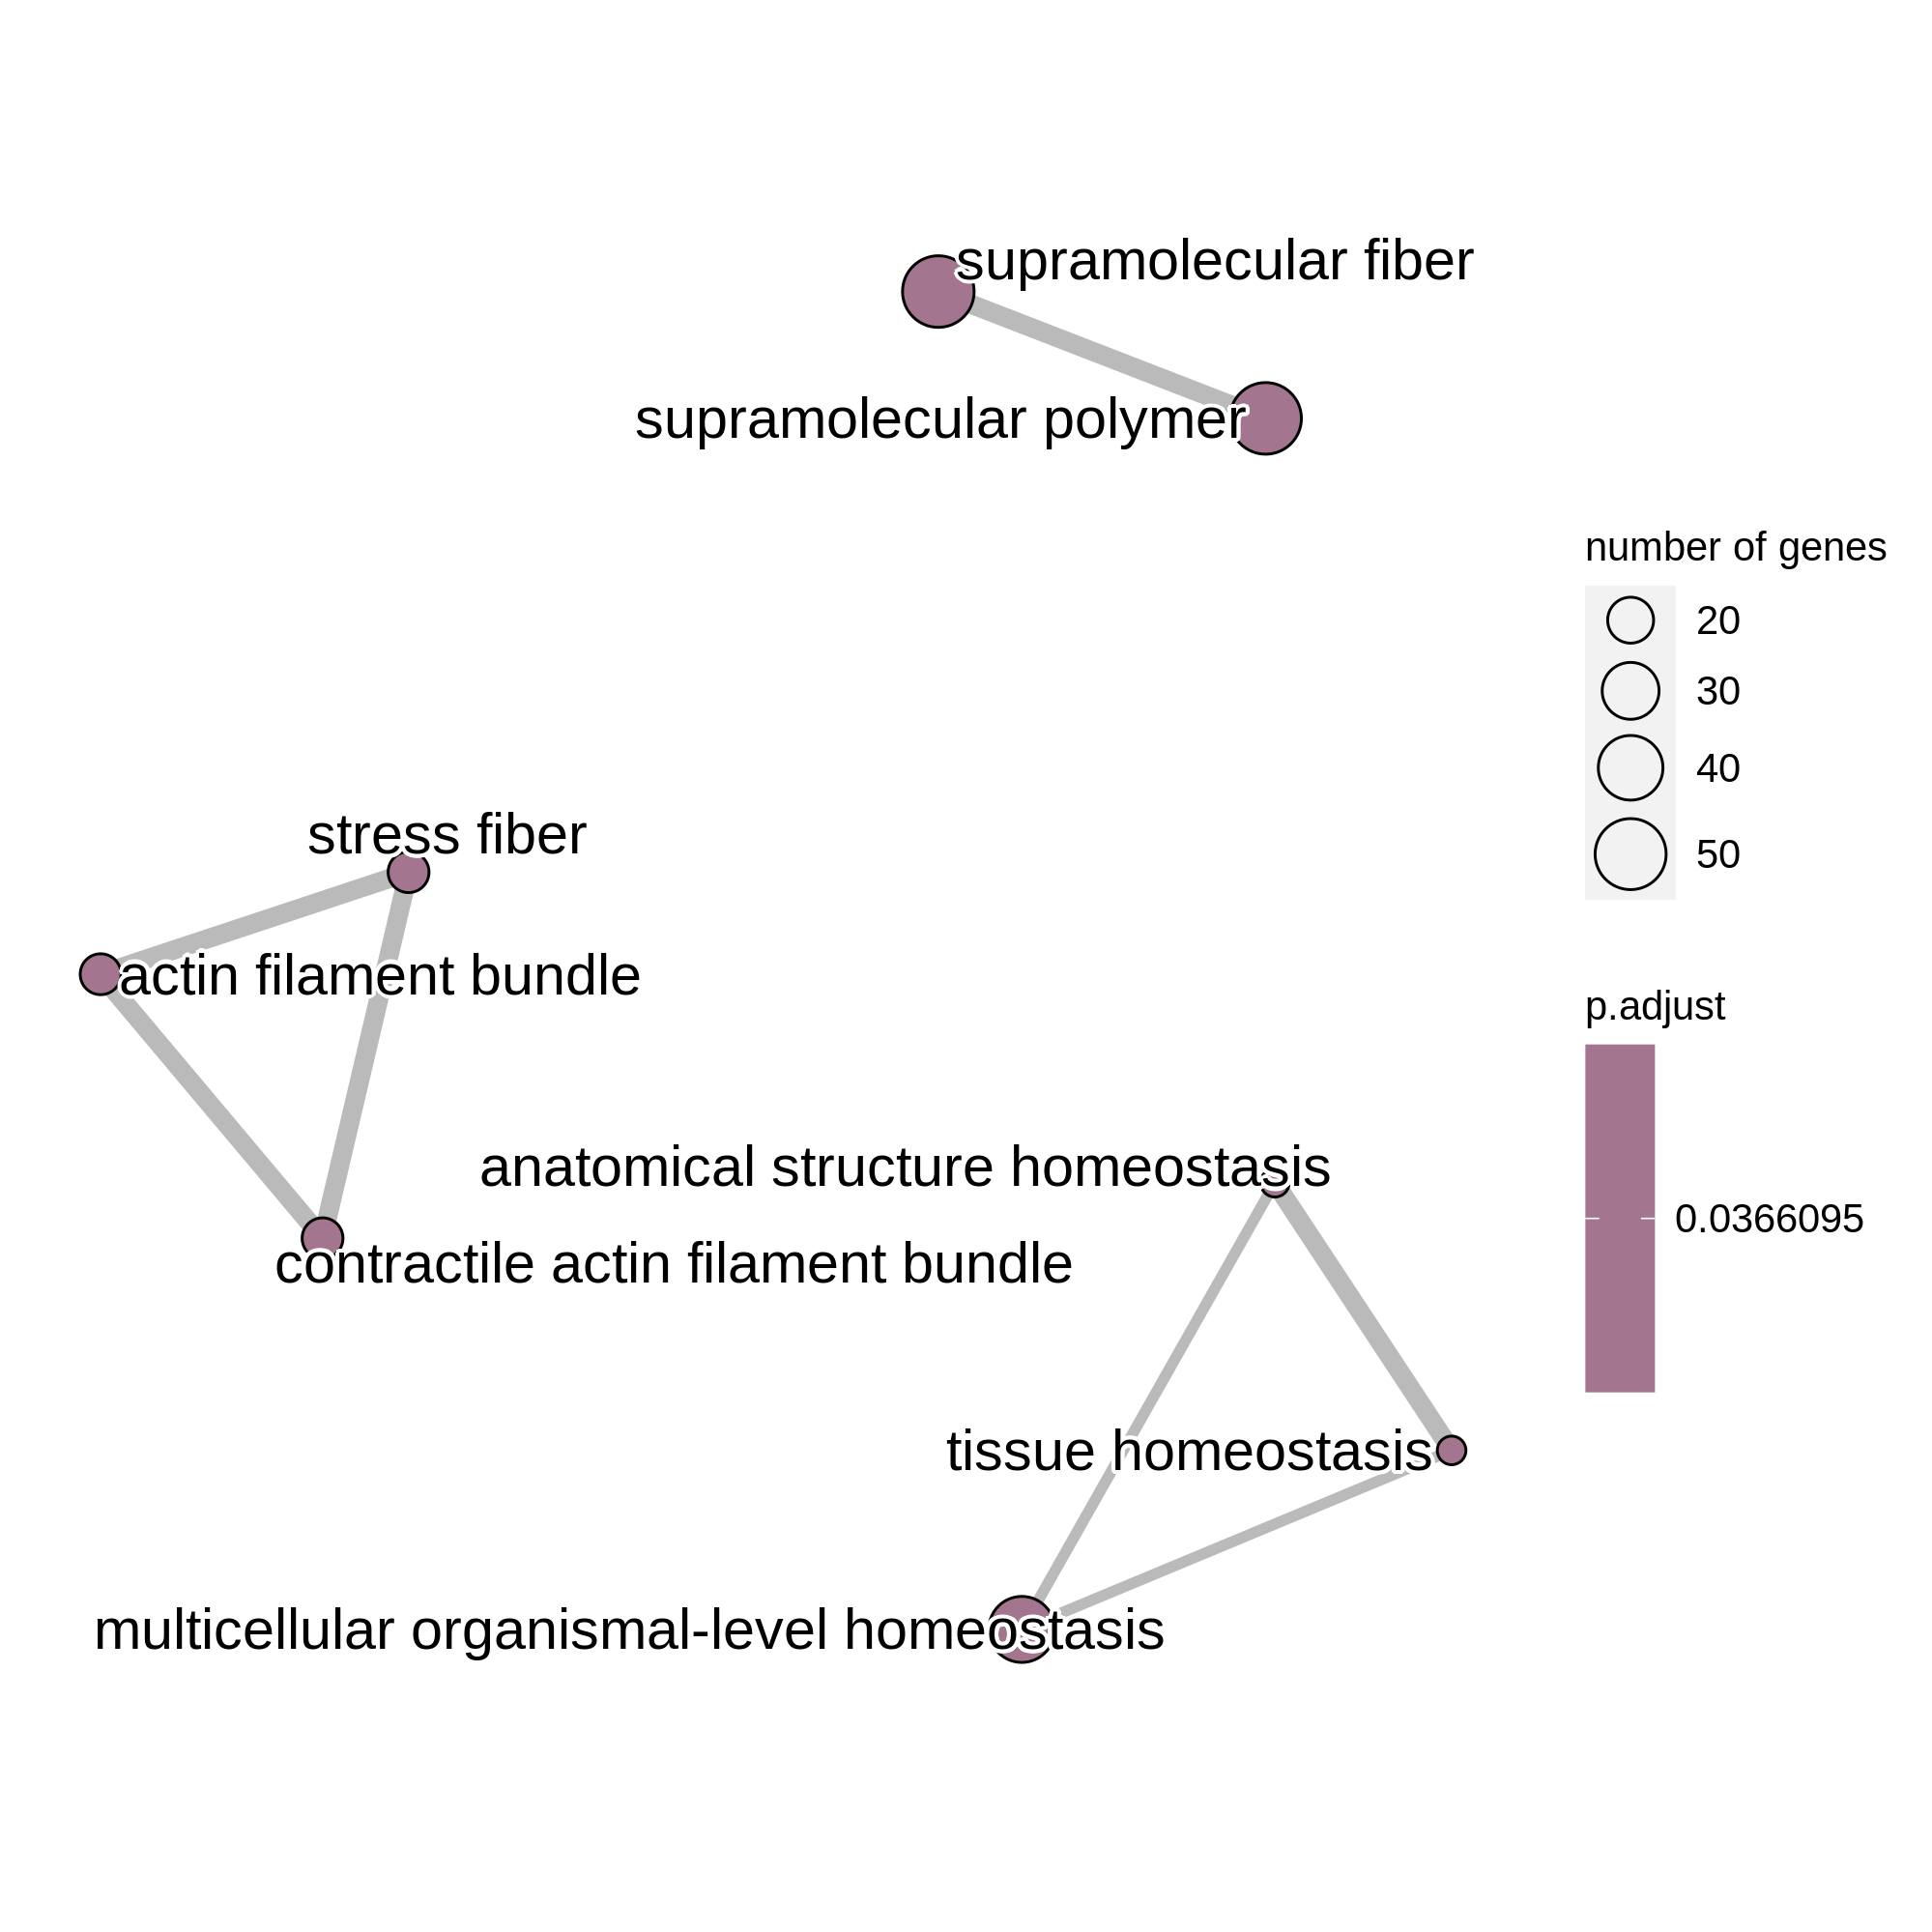 supramolecular fiber
supramolecular polymer
number of genes
20
30
40
50
stress fiber
actin filament bundle
p.adjust
0.0366095
anatomical structure homeostasis
contractile actin filament bundle
tissue homeostasis
multicellular organismal-level homeostasis